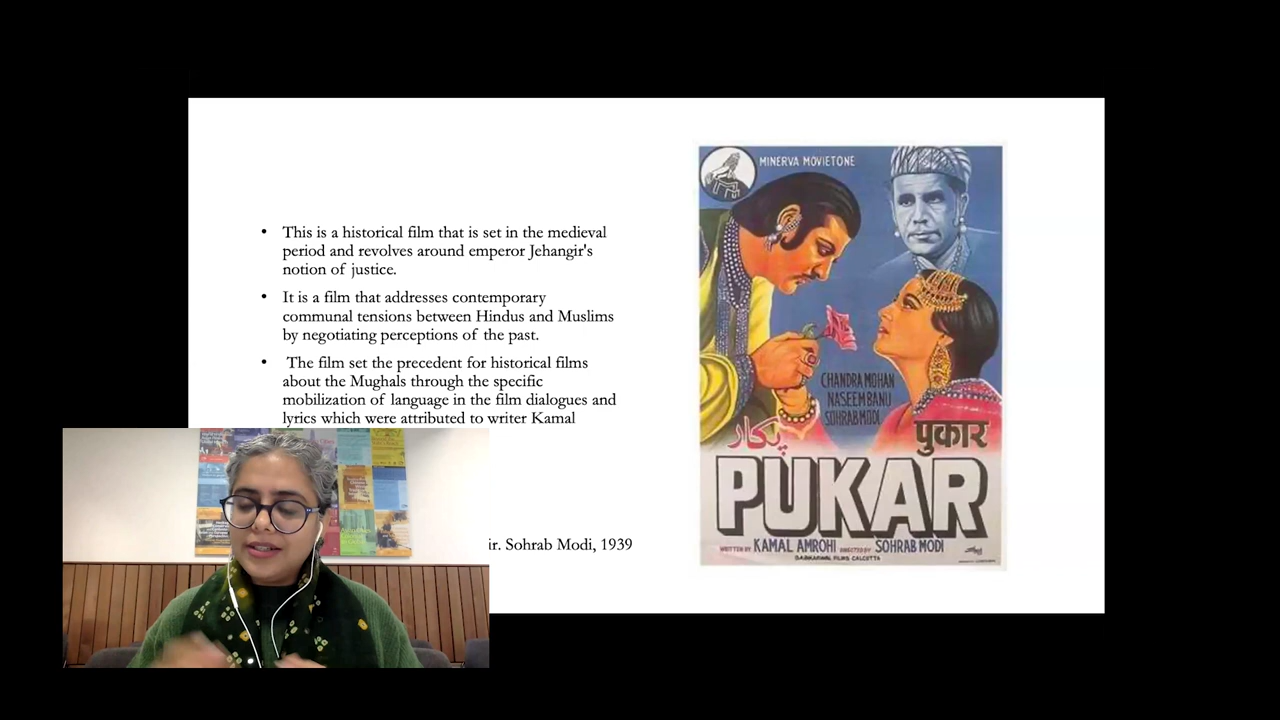 • This is a historical film that is set in the medieval
period and revolves around emperor Jehangir's
notion of justice.
• It is a film that addresses contemporary
communal tensions between Hindus and Muslims
by negotiating perceptions of the past.
• The film set the precedent for historical films
about the Mughals through the specific
mobilization of language in the film dialogues and
lyrics which were attributed to writer Kamal
ir. Sohrab Modi, 1939
MINERVA MOVIETONE
CHANDRA MOHAN
NASEEM BANU
SOHRAB MODI
پکار
पुकार
PUKAR
WRITTEN BY KAMAL AMROHI DIRECTED BY SOHRAB MODI